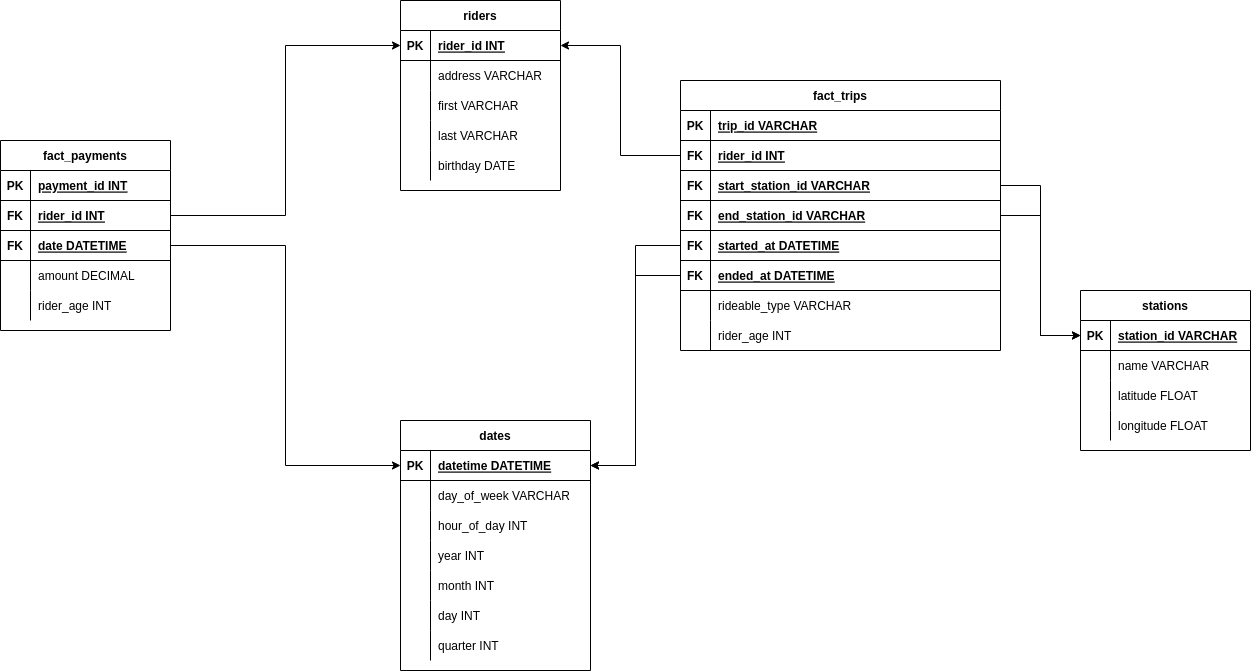 riders
PK rider_id INT
address VARCHAR
first VARCHAR
last VARCHAR
birthday DATE
fact_payments
PK payment_id INT
FK rider_id INT
FK date DATETIME
amount DECIMAL
rider_age INT
fact_trips
PK trip_id VARCHAR
FK rider_id INT
FK start_station_id VARCHAR
FK end_station_id VARCHAR
FK started_at DATETIME
FK ended_at DATETIME
rideable_type VARCHAR
rider_age INT
stations
PK station_id VARCHAR
name VARCHAR
latitude FLOAT
longitude FLOAT
dates
PK datetime DATETIME
day_of_week VARCHAR
hour_of_day INT
year INT
month INT
day INT
quarter INT